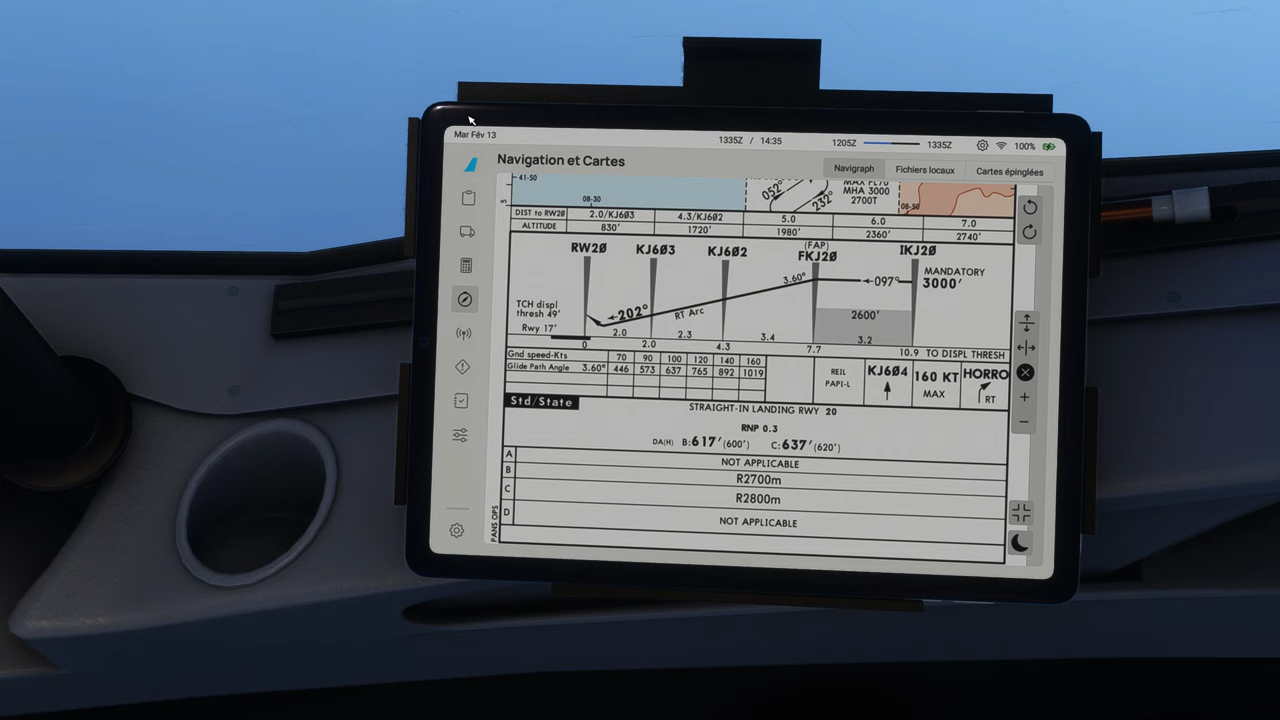 Mar Fév 13
1335Z / 14:35
1205Z 1335Z
100%
Navigation et Cartes
Navigraph
Fichiers locaux
Cartes épinglées
41-50
08-30
052°
232°
MAX FL70
MHA 3000
2700T
08-50
5
DIST to RW20 2.0/KJ603 4.3/KJ602 5.0 6.0 7.0
ALTITUDE 830' 1720' 1980' 2360' 2740'
RW20 KJ603 KJ602 (FAP) FKJ20 IKJ20
3.60° ←097° MANDATORY
3000'
TCH displ
thresh 49'
Rwy 17'
←202°
RT Arc
2600'
2.0 2.3 3.4 3.2
0 2.0 4.3 7.7 10.9 TO DISPL THRESH
Gnd speed-Kts 70 90 100 120 140 160
Glide Path Angle 3.60° 446 573 637 765 892 1019
REIL
PAPI-L
KJ604
160 KT
MAX
HORRO
RT
Std/State
STRAIGHT-IN LANDING RWY 20
RNP 0.3
DA(H) B:617'(600') C:637'(620')
A NOT APPLICABLE
B R2700m
C R2800m
D NOT APPLICABLE
PANS OPS